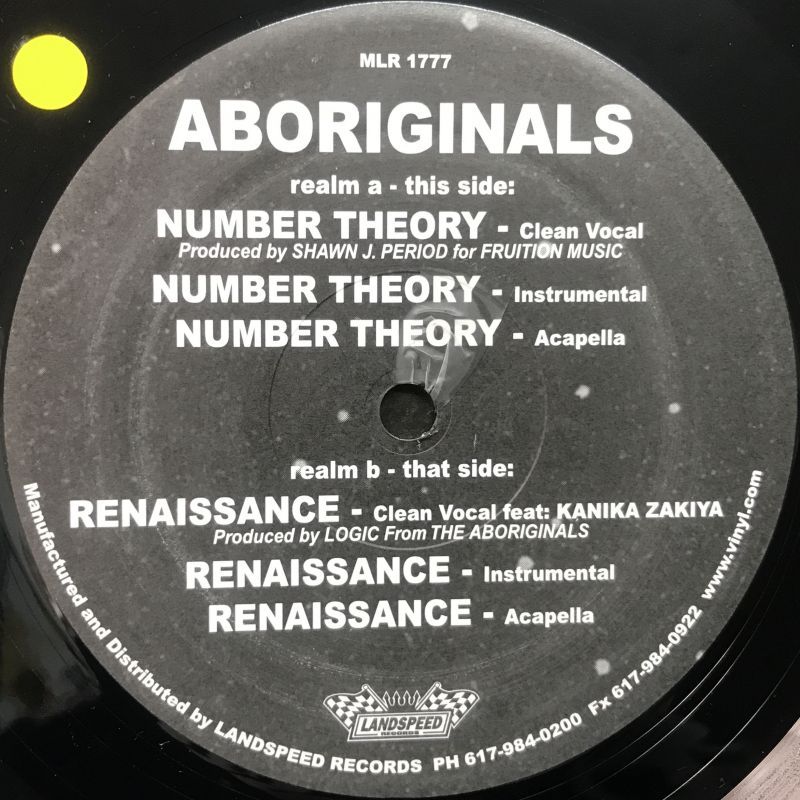 MLR 1777
ABORIGINALS
realm a - this side:
NUMBER THEORY - Clean Vocal
Produced by SHAWN J. PERIOD for FRUITION MUSIC
NUMBER THEORY - Instrumental
NUMBER THEORY - Acapella
realm b - that side:
RENAISSANCE - Clean Vocal feat: KANIKA ZAKIYA
Produced by LOGIC From THE ABORIGINALS
RENAISSANCE - Instrumental
RENAISSANCE - Acapella
LANDSPEED
RECORDS
Manufactured and Distributed by LANDSPEED RECORDS PH 617-984-0200 Fx 617-984-0922 www.vinyl.com